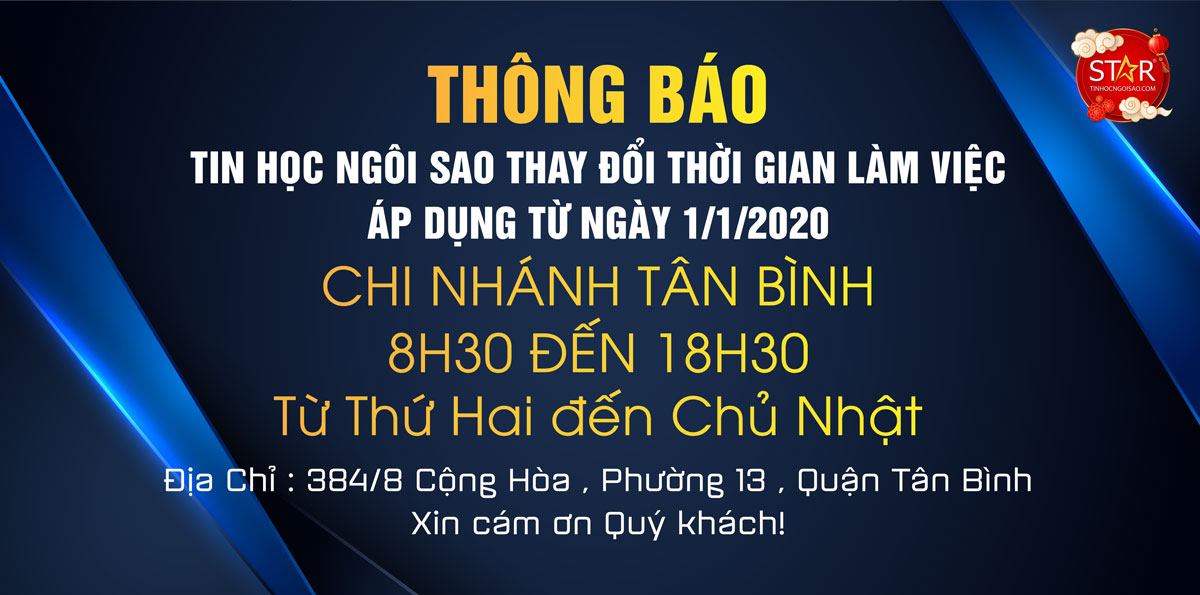 STAR
TINHOCNGOISAO.COM
THÔNG BÁO
TIN HỌC NGÔI SAO THAY ĐỔI THỜI GIAN LÀM VIỆC
ÁP DỤNG TỪ NGÀY 1/1/2020
CHI NHÁNH TÂN BÌNH
8H30 ĐẾN 18H30
Từ Thứ Hai đến Chủ Nhật
Địa Chỉ : 384/8 Cộng Hòa , Phường 13 , Quận Tân Bình
Xin cám ơn Quý khách!